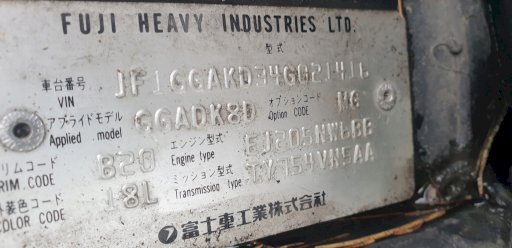 FUJI HEAVY INDUSTRIES LTD.
型式
車台番号 VIN JF1GGAKD34G021416
アプライドモデル Applied model GGADK8D オプションコード Option CODE MG
リムコード RIM.CODE B20 エンジン型式 Engine type EJ205NW6BB
外装色コード COLOR CODE 48L ミッション型式 Transmission type TY754VN5AA
富士重工業株式会社